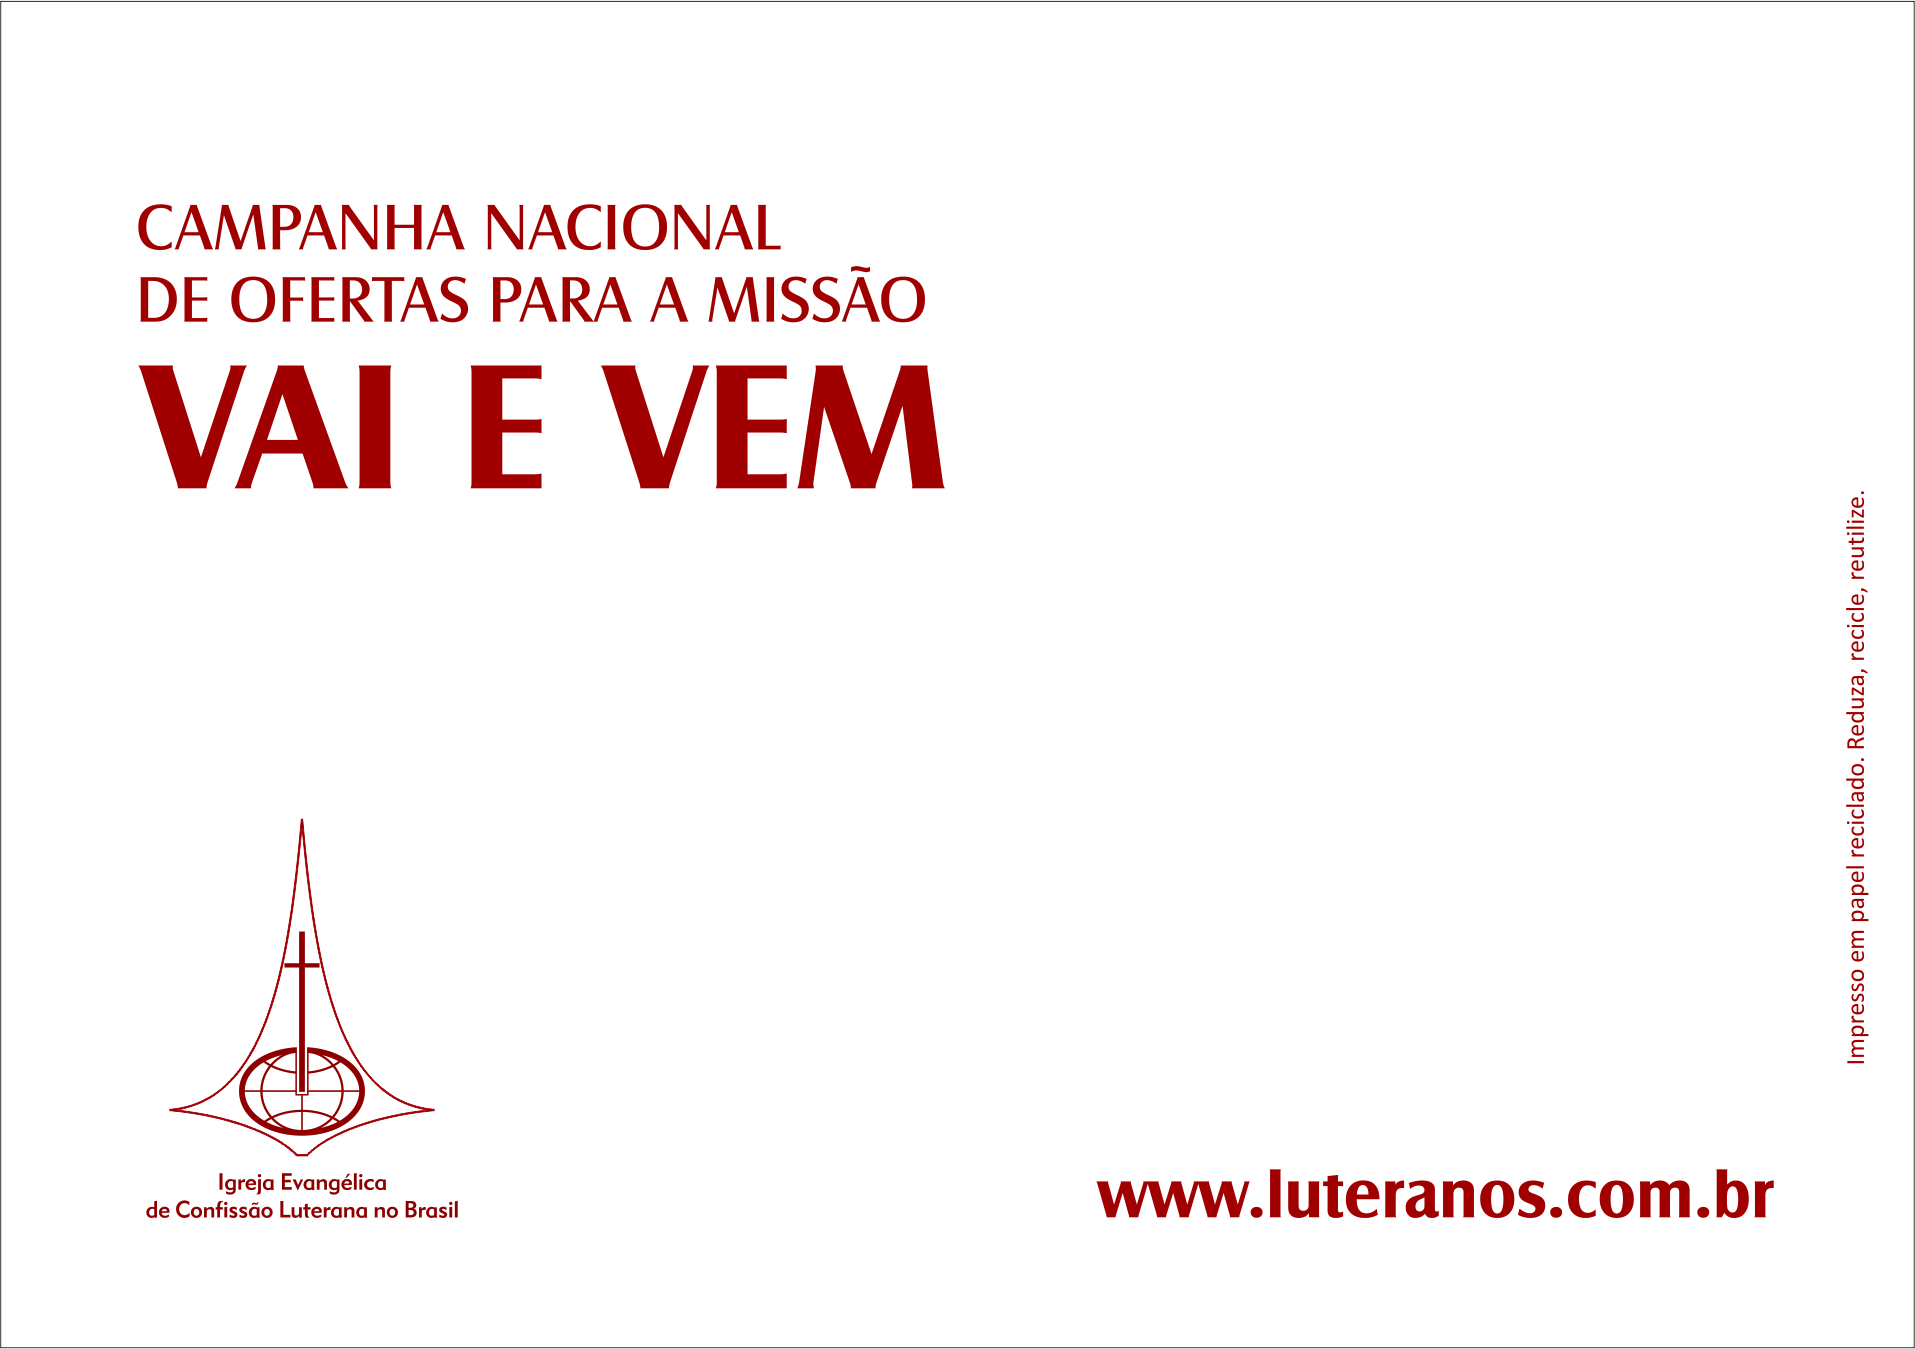 CAMPANHA NACIONAL
DE OFERTAS PARA A MISSÃO
VAI E VEM
Impresso em papel reciclado. Reduza, recicle, reutilize.
Igreja Evangélica
de Confissão Luterana no Brasil
www.luteranos.com.br